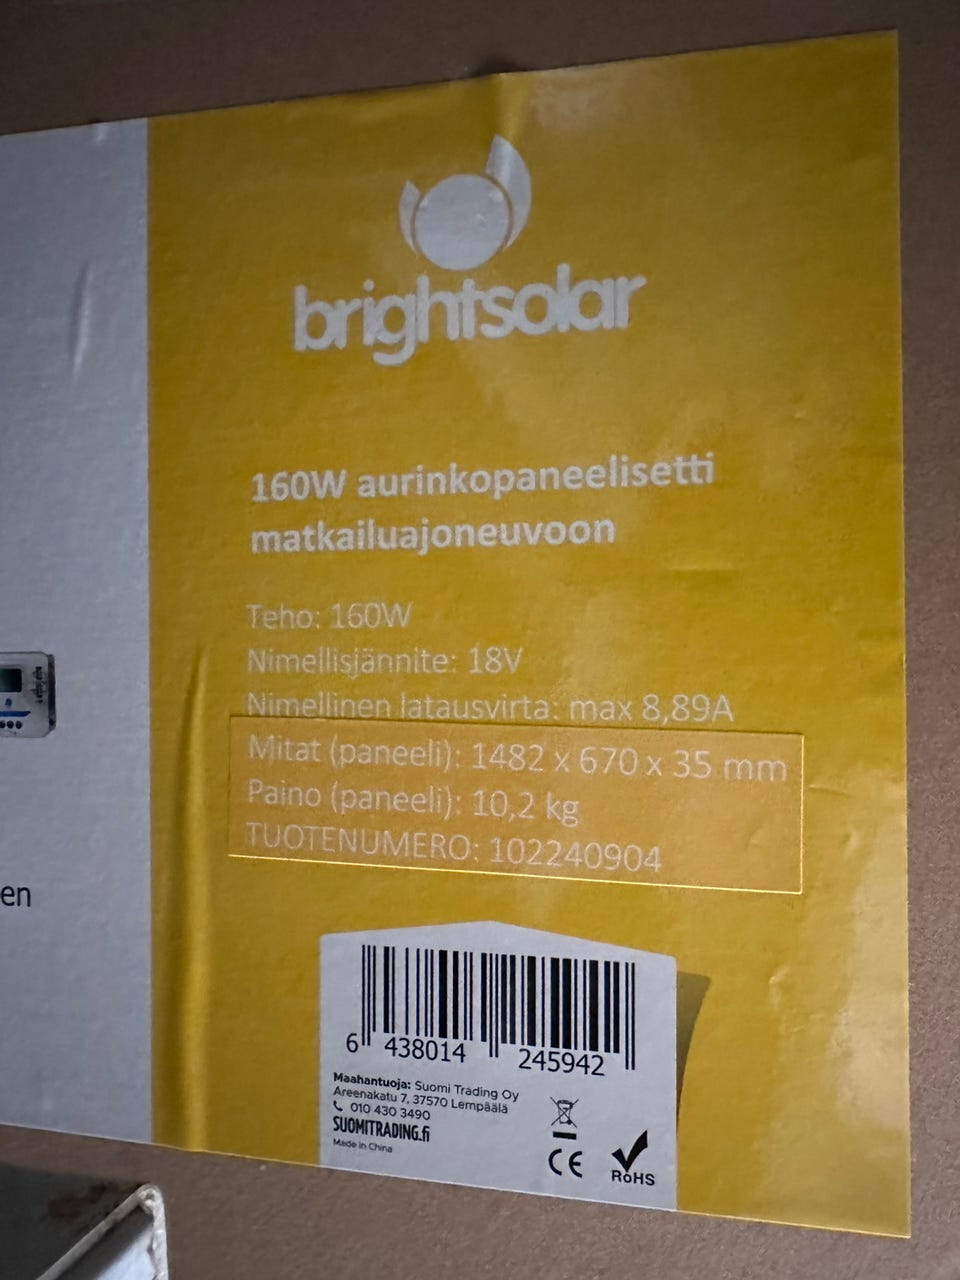 brightsolar
160W aurinkopaneelisetti
matkailuajoneuvoon
Teho: 160W
Nimellisjännite: 18V
Nimellinen latausvirta: max 8,89A
Mitat (paneeli): 1482 x 670 x 35 mm
Paino (paneeli): 10,2 kg
TUOTENUMERO: 102240904
en
6 438014 245942
Maahantuoja: Suomi Trading Oy
Areenakatu 7, 37570 Lempäälä
010 430 3490
SUOMITRADING.fi
Made in China
CE
RoHS